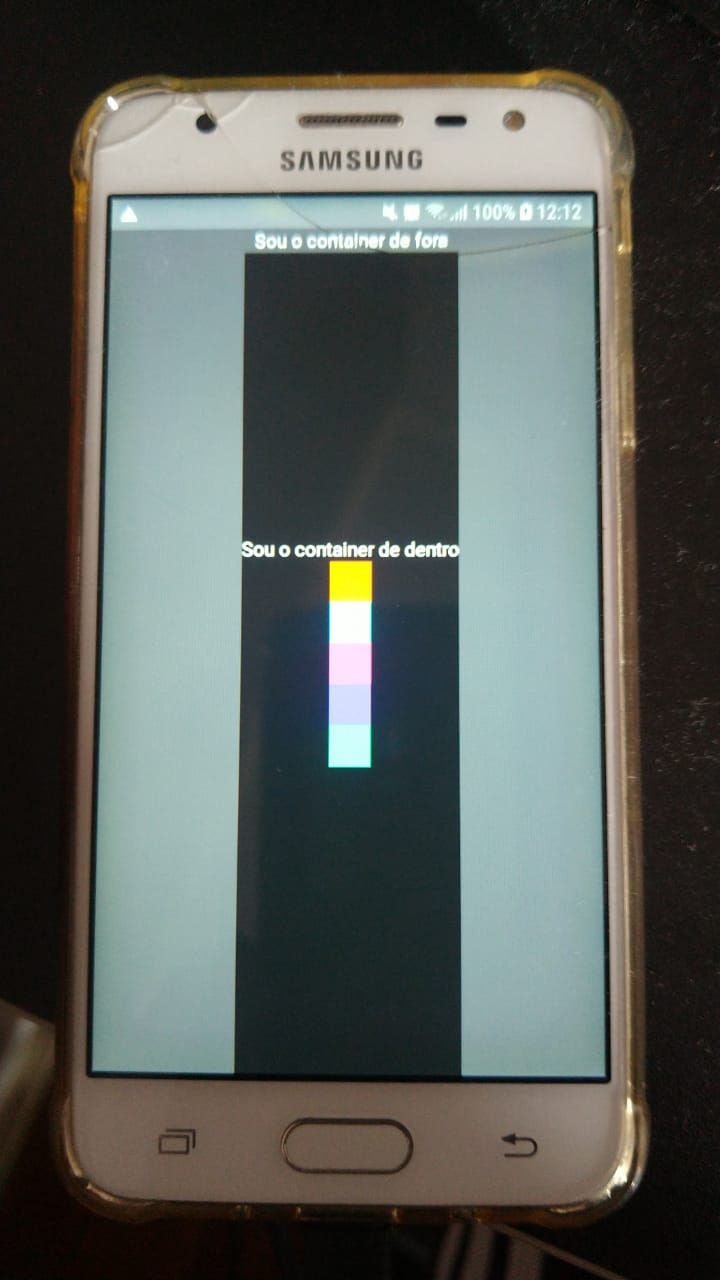 SAMSUNG
100% 12:12
Sou o container de fora
Sou o container de dentro